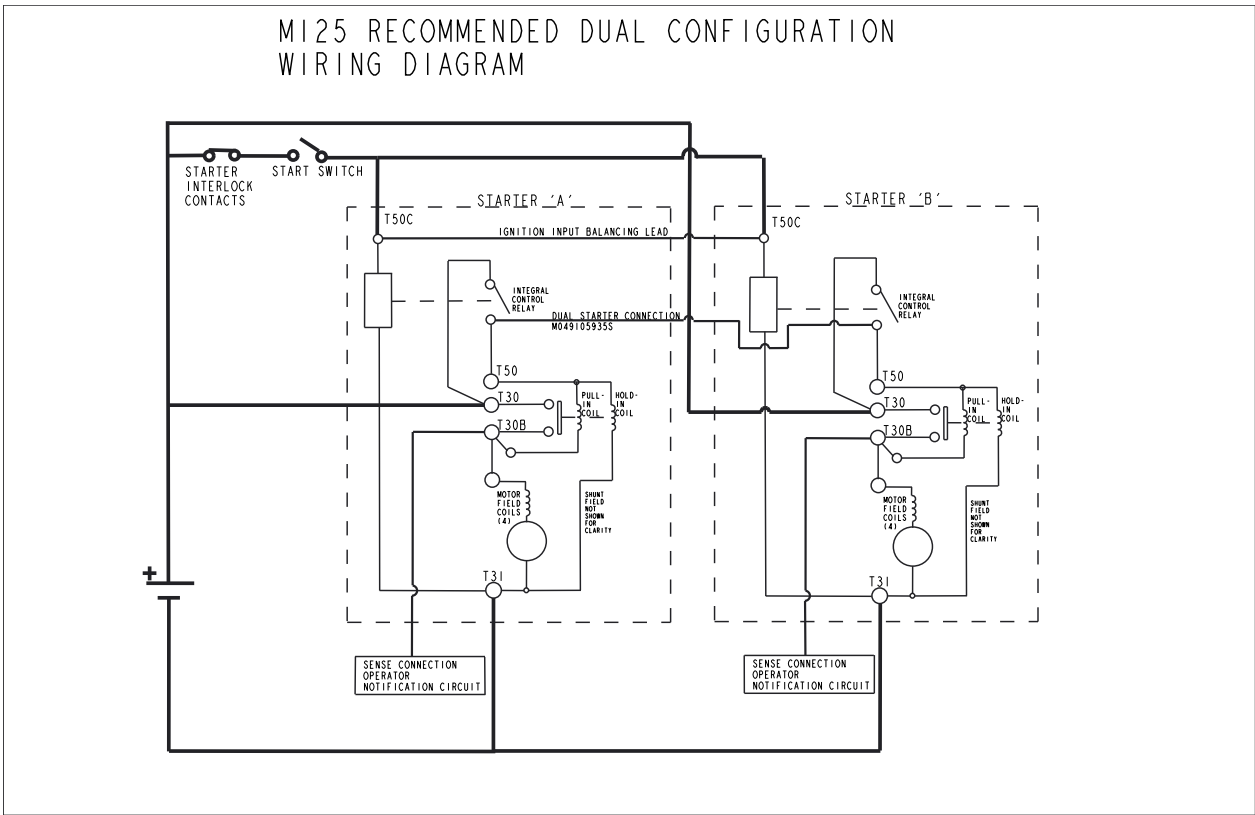 M125 RECOMMENDED DUAL CONFIGURATION
WIRING DIAGRAM
STARTER
INTERLOCK
CONTACTS
START SWITCH
STARTER 'A'
T50C
IGNITION INPUT BALANCING LEAD
INTEGRAL
CONTROL
RELAY
DUAL STARTER CONNECTION
M049105935S
T50
T30
T30B
PULL-
IN
COIL
HOLD-
IN
COIL
MOTOR
FIELD
COILS
(4)
SHUNT
FIELD
NOT
SHOWN
FOR
CLARITY
T31
SENSE CONNECTION
OPERATOR
NOTIFICATION CIRCUIT
STARTER 'B'
T50C
INTEGRAL
CONTROL
RELAY
T50
T30
T30B
PULL-
IN
COIL
HOLD-
IN
COIL
MOTOR
FIELD
COILS
(4)
SHUNT
FIELD
NOT
SHOWN
FOR
CLARITY
T31
SENSE CONNECTION
OPERATOR
NOTIFICATION CIRCUIT
+